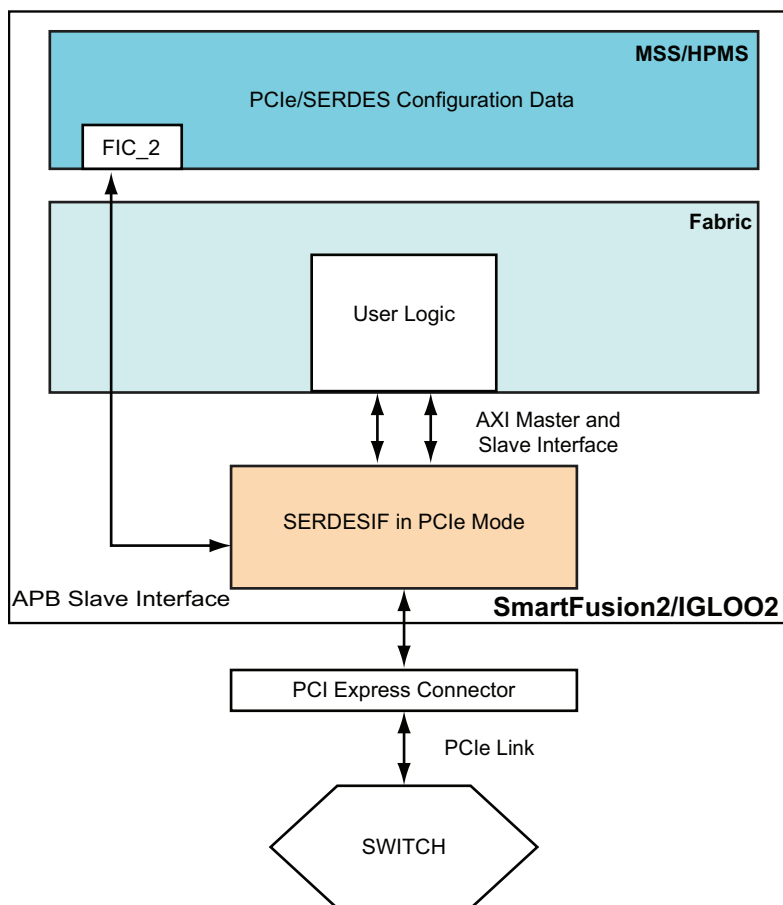 MSS/HPMS
PCIe/SERDES Configuration Data
FIC_2
Fabric
User Logic
AXI Master and
Slave Interface
SERDESIF in PCIe Mode
APB Slave Interface
SmartFusion2/IGLOO2
PCI Express Connector
PCIe Link
SWITCH